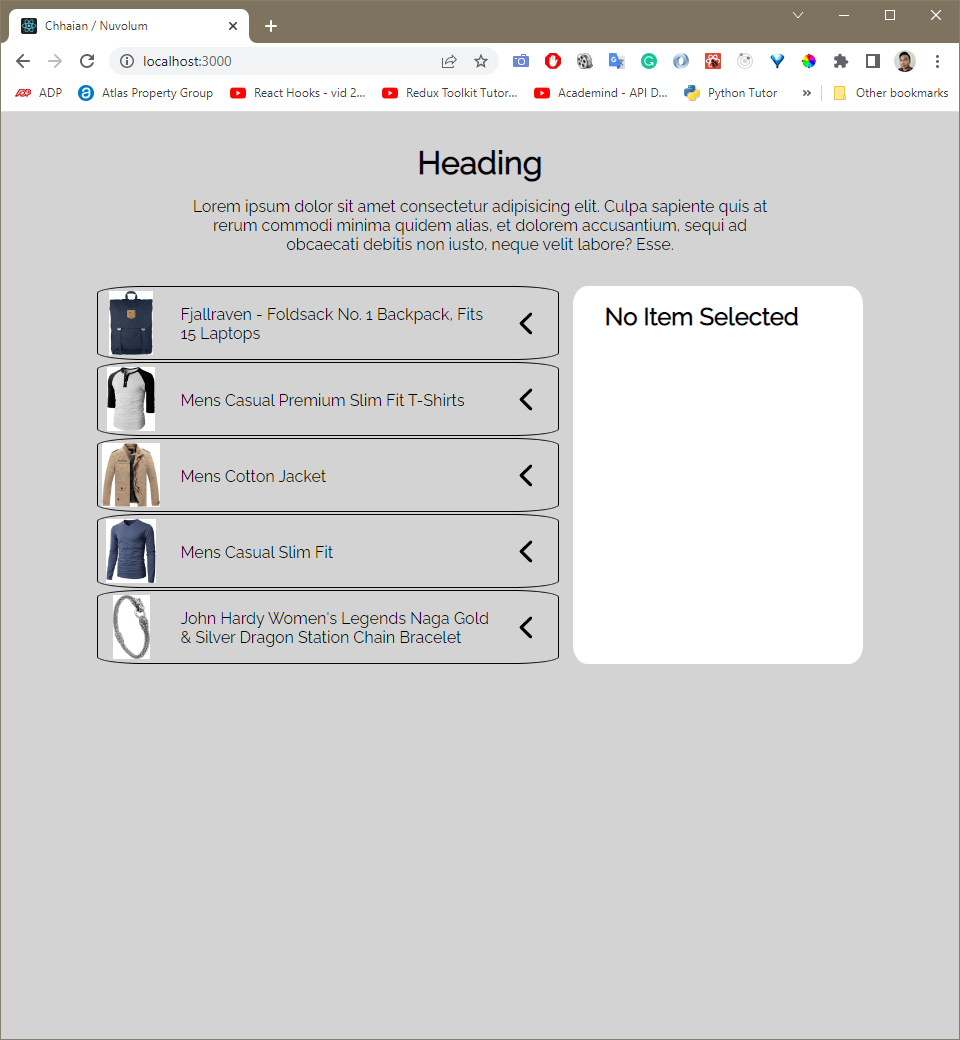 Chhaian / Nuvolum
localhost:3000
ADP
Atlas Property Group
React Hooks - vid 2...
Redux Toolkit Tutor...
Academind - API D...
Python Tutor
»
Other bookmarks
Heading
Lorem ipsum dolor sit amet consectetur adipisicing elit. Culpa sapiente quis at
rerum commodi minima quidem alias, et dolorem accusantium, sequi ad
obcaecati debitis non iusto, neque velit labore? Esse.
Fjallraven - Foldsack No. 1 Backpack, Fits
15 Laptops
Mens Casual Premium Slim Fit T-Shirts
Mens Cotton Jacket
Mens Casual Slim Fit
John Hardy Women's Legends Naga Gold
& Silver Dragon Station Chain Bracelet
No Item Selected